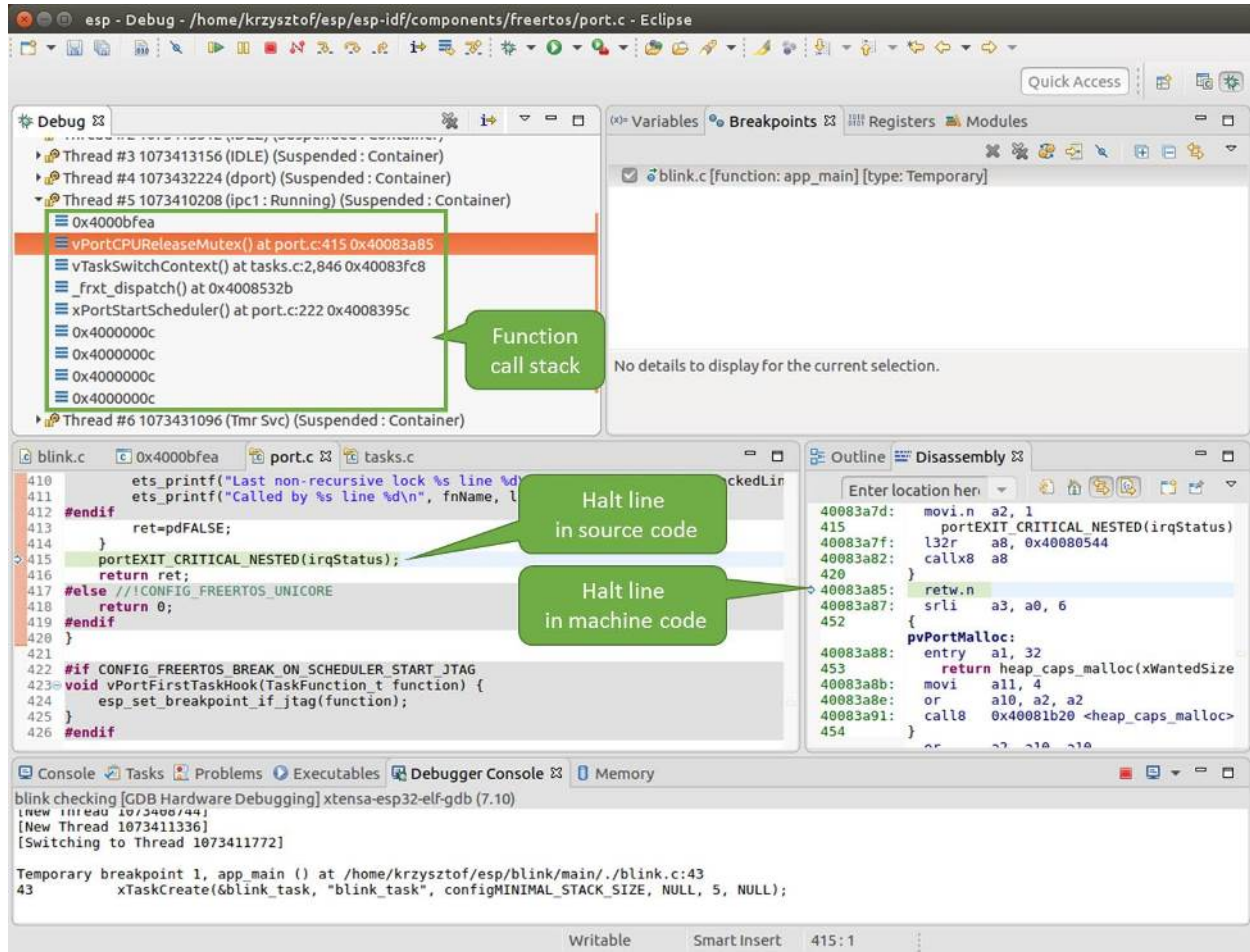 esp - Debug - /home/krzysztof/esp/esp-idf/components/freertos/port.c - Eclipse
Quick Access
Debug
Thread #3 1073413156 (IDLE) (Suspended : Container)
Thread #4 1073432224 (dport) (Suspended : Container)
Thread #5 1073410208 (ipc1 : Running) (Suspended : Container)
0x4000bfea
vPortCPUReleaseMutex() at port.c:415 0x40083a85
vTaskSwitchContext() at tasks.c:2,846 0x40083fc8
_frxt_dispatch() at 0x4008532b
xPortStartScheduler() at port.c:222 0x4008395c
0x4000000c
0x4000000c
0x4000000c
0x4000000c
Thread #6 1073431096 (Tmr Svc) (Suspended : Container)
Function
call stack
(x)= Variables Breakpoints Registers Modules
blink.c [function: app_main] [type: Temporary]
No details to display for the current selection.
blink.c 0x4000bfea port.c tasks.c
410 ets_printf("Last non-recursive lock %s line %d
411 ets_printf("Called by %s line %d\n", fnName, l
412 #endif
413 ret=pdFALSE;
414 }
415 portEXIT_CRITICAL_NESTED(irqStatus);
416 return ret;
417 #else //!CONFIG_FREERTOS_UNICORE
418 return 0;
419 #endif
420 }
421
422 #if CONFIG_FREERTOS_BREAK_ON_SCHEDULER_START_JTAG
423 void vPortFirstTaskHook(TaskFunction_t function) {
424 esp_set_breakpoint_if_jtag(function);
425 }
426 #endif
Halt line
in source code
Halt line
in machine code
Outline Disassembly
Enter location her
40083a7d: movi.n a2, 1
415 portEXIT_CRITICAL_NESTED(irqStatus)
40083a7f: l32r a8, 0x40080544
40083a82: callx8 a8
420 }
40083a85: retw.n
40083a87: srli a3, a0, 6
452 {
pvPortMalloc:
40083a88: entry a1, 32
453 return heap_caps_malloc(xWantedSize
40083a8b: movi a11, 4
40083a8e: or a10, a2, a2
40083a91: call8 0x40081b20 <heap_caps_malloc>
454 }
Console Tasks Problems Executables Debugger Console Memory
blink checking [GDB Hardware Debugging] xtensa-esp32-elf-gdb (7.10)
[New Thread 1073408744]
[New Thread 1073411336]
[Switching to Thread 1073411772]
Temporary breakpoint 1, app_main () at /home/krzysztof/esp/blink/main/./blink.c:43
43 xTaskCreate(&blink_task, "blink_task", configMINIMAL_STACK_SIZE, NULL, 5, NULL);
Writable Smart Insert 415 : 1